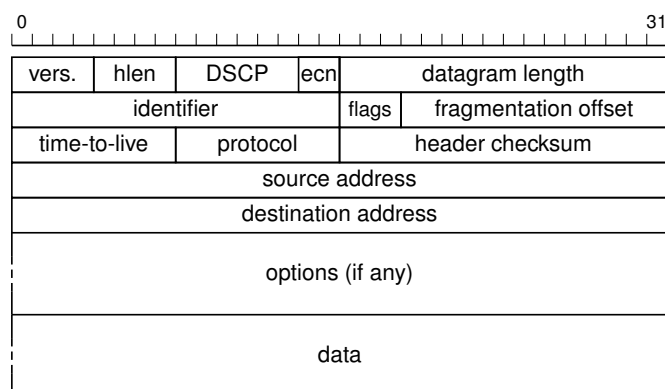 0 31
vers. hlen DSCP ecn datagram length
identifier flags fragmentation offset
time-to-live protocol header checksum
source address
destination address
options (if any)
data